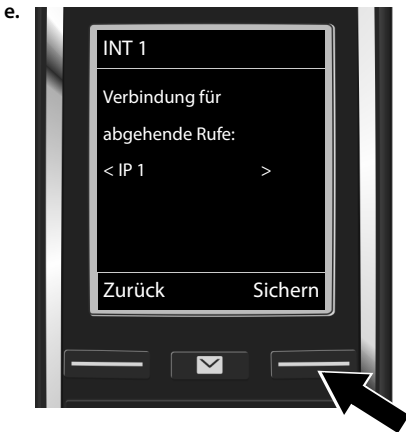 e.
INT 1
Verbindung für
abgehende Rufe:
< IP 1 >
Zurück Sichern